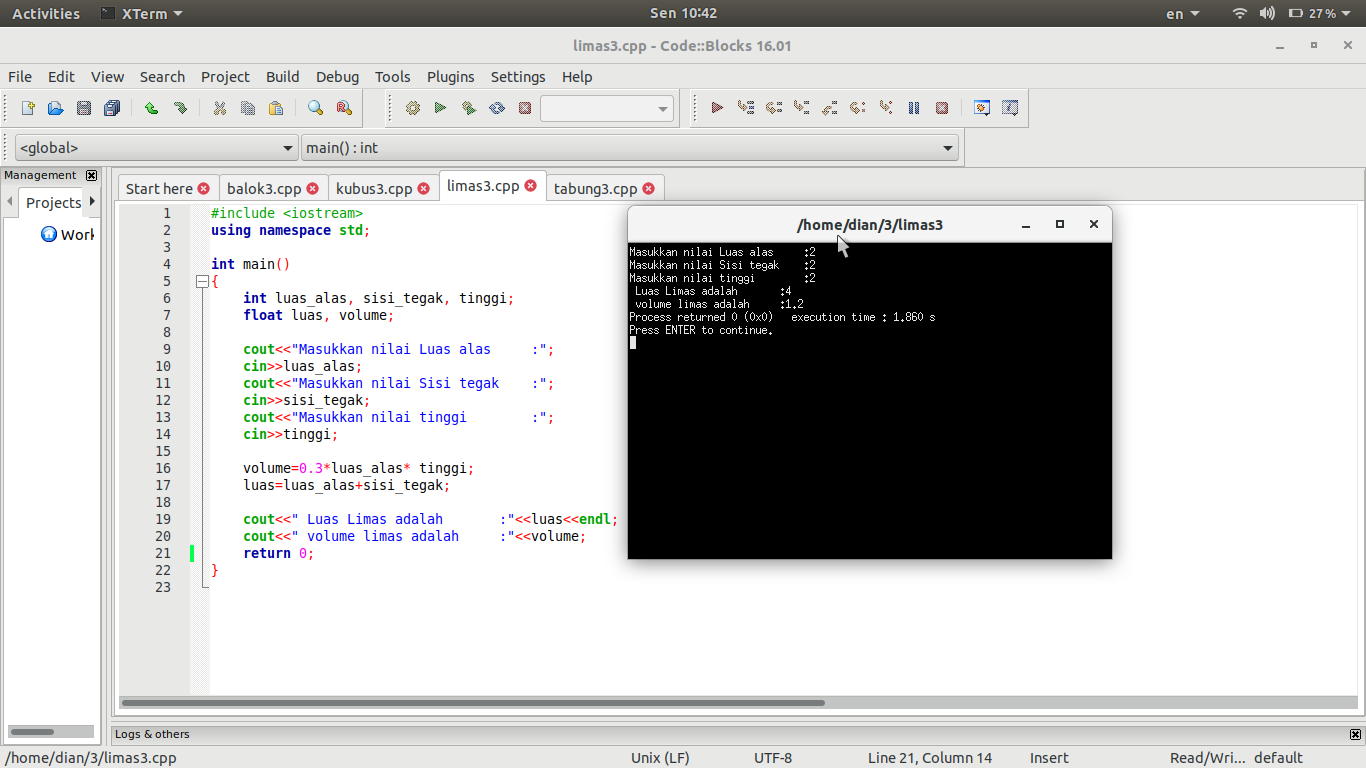 Activities XTerm Sen 10:42 en 27%
limas3.cpp - Code::Blocks 16.01
File Edit View Search Project Build Debug Tools Plugins Settings Help
<global> main() : int
Management
Projects
Work
Start here balok3.cpp kubus3.cpp limas3.cpp tabung3.cpp
1 #include <iostream>
2 using namespace std;
3
4 int main()
5 {
6 int luas_alas, sisi_tegak, tinggi;
7 float luas, volume;
8
9 cout<<"Masukkan nilai Luas alas     :";
10 cin>>luas_alas;
11 cout<<"Masukkan nilai Sisi tegak    :";
12 cin>>sisi_tegak;
13 cout<<"Masukkan nilai tinggi        :";
14 cin>>tinggi;
15
16 volume=0.3*luas_alas* tinggi;
17 luas=luas_alas+sisi_tegak;
18
19 cout<<" Luas Limas adalah       :"<<luas<<endl;
20 cout<<" volume limas adalah     :"<<volume;
21 return 0;
22 }
23
/home/dian/3/limas3
Masukkan nilai Luas alas     :2
Masukkan nilai Sisi tegak    :2
Masukkan nilai tinggi        :2
Luas Limas adalah       :4
volume limas adalah     :1.2
Process returned 0 (0x0)   execution time : 1.860 s
Press ENTER to continue.
Logs & others
/home/dian/3/limas3.cpp Unix (LF) UTF-8 Line 21, Column 14 Insert Read/Wri... default